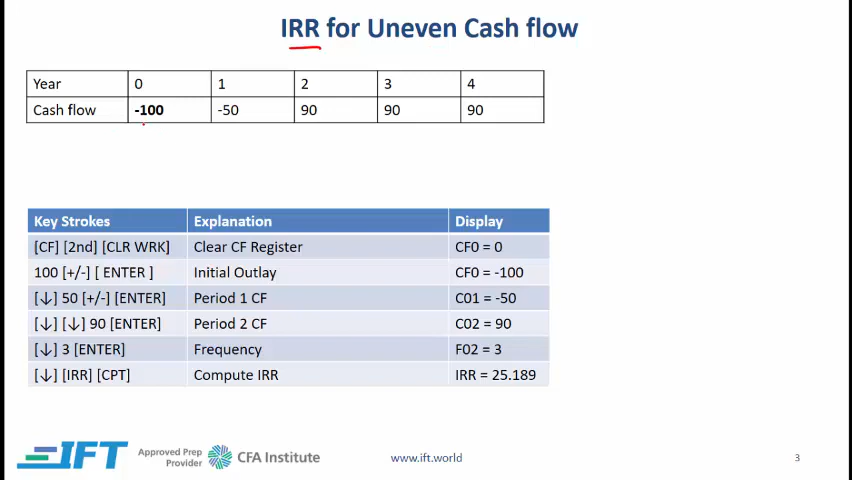 IRR for Uneven Cash flow
Year 0 1 2 3 4
Cash flow -100 -50 90 90 90
Key Strokes Explanation Display
[CF] [2nd] [CLR WRK] Clear CF Register CF0 = 0
100 [+/-] [ ENTER ] Initial Outlay CF0 = -100
[↓] 50 [+/-] [ENTER] Period 1 CF C01 = -50
[↓] [↓] 90 [ENTER] Period 2 CF C02 = 90
[↓] 3 [ENTER] Frequency F02 = 3
[↓] [IRR] [CPT] Compute IRR IRR = 25.189
IFT Approved Prep Provider CFA Institute www.ift.world 3